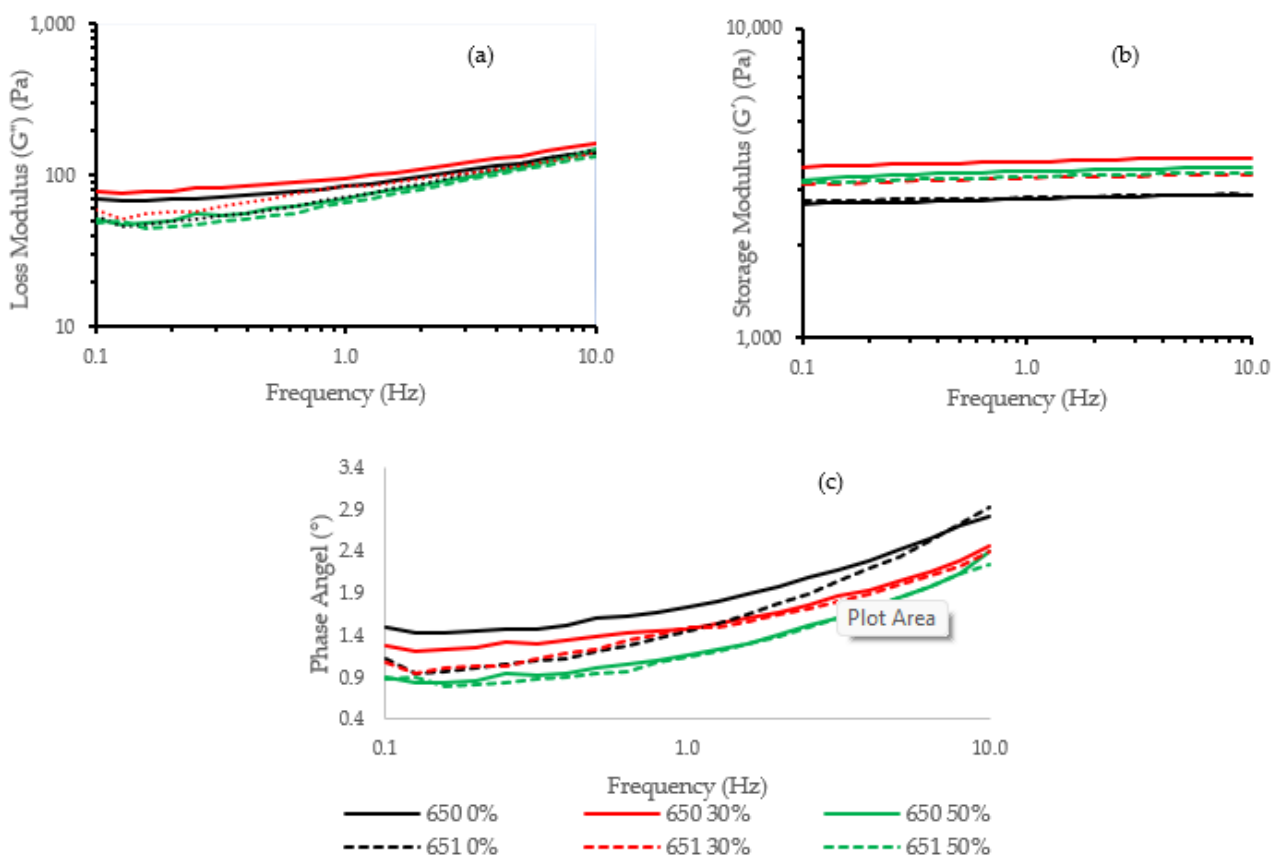 (a)
Loss Modulus (G") (Pa)
1,000
100
10
0.1
1.0
10.0
Frequency (Hz)
(b)
Storage Modulus (G´) (Pa)
10,000
1,000
0.1
1.0
10.0
Frequency (Hz)
(c)
Phase Angel (°)
3.4
2.9
2.4
1.9
1.4
0.9
0.4
Plot Area
0.1
1.0
10.0
Frequency (Hz)
650 0%
650 30%
650 50%
651 0%
651 30%
651 50%